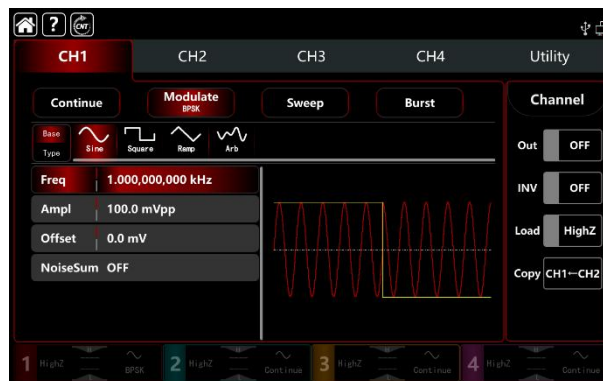 ? CNT
CH1 CH2 CH3 CH4 Utility
Continue Modulate Sweep Burst Channel
BPSK
Base
Type Sine Square Ramp Arb
Out OFF
Freq 1.000,000,000 kHz
INV OFF
Ampl 100.0 mVpp
Offset 0.0 mV
Load HighZ
NoiseSum OFF
Copy CH1←CH2
1 HighZ BPSK 2 HighZ Continue 3 HighZ Continue 4 HighZ Continue